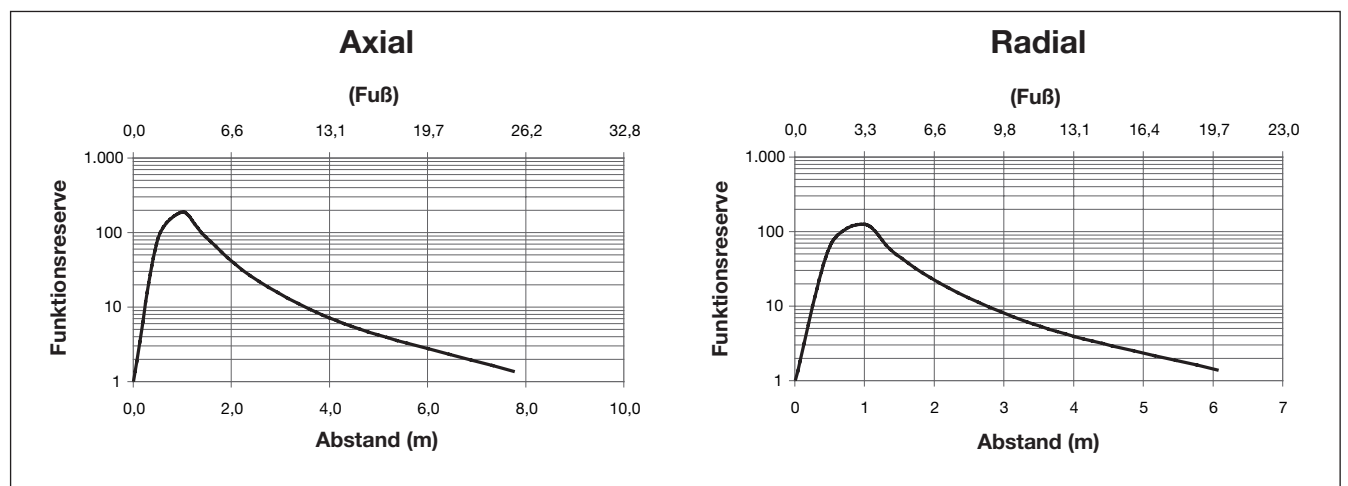 Axial
(Fuß)
0,0 6,6 13,1 19,7 26,2 32,8
Funktionsreserve
1.000
100
10
1
0,0 2,0 4,0 6,0 8,0 10,0
Abstand (m)
Radial
(Fuß)
0,0 3,3 6,6 9,8 13,1 16,4 19,7 23,0
Funktionsreserve
1.000
100
10
1
0 1 2 3 4 5 6 7
Abstand (m)